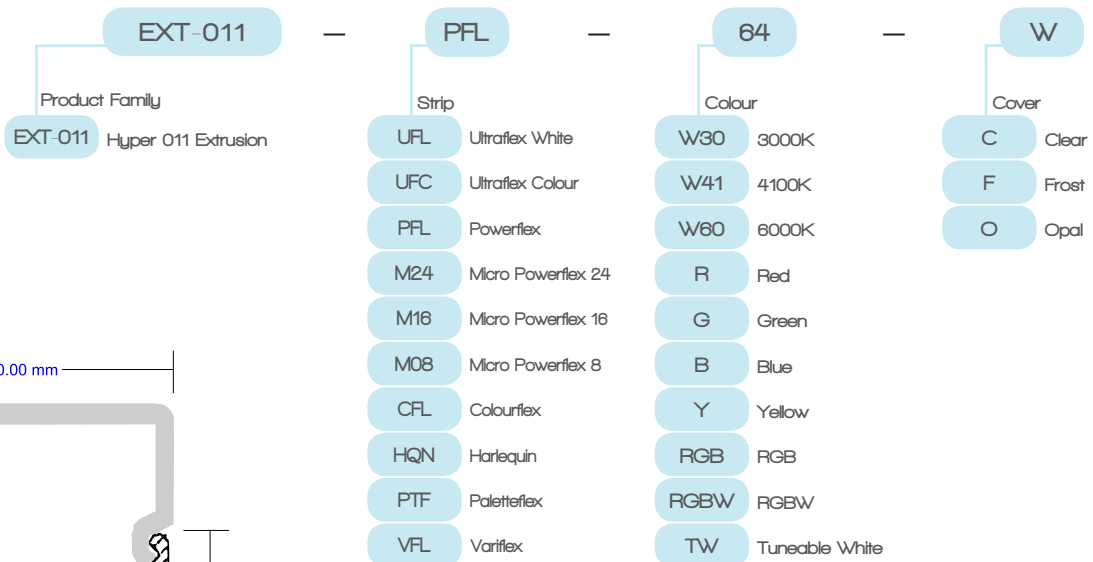 EXT-011 — PFL — 64 — W
Product Family
EXT-011 Hyper 011 Extrusion
Strip
UFL Ultraflex White
UFC Ultraflex Colour
PFL Powerflex
M24 Micro Powerflex 24
M16 Micro Powerflex 16
M08 Micro Powerflex 8
CFL Colourflex
HQN Harlequin
PTF Paletteflex
VFL Variflex
Colour
W30 3000K
W41 4100K
W60 6000K
R Red
G Green
B Blue
Y Yellow
RGB RGB
RGBW RGBW
TW Tuneable White
Cover
C Clear
F Frost
O Opal
0.00 mm